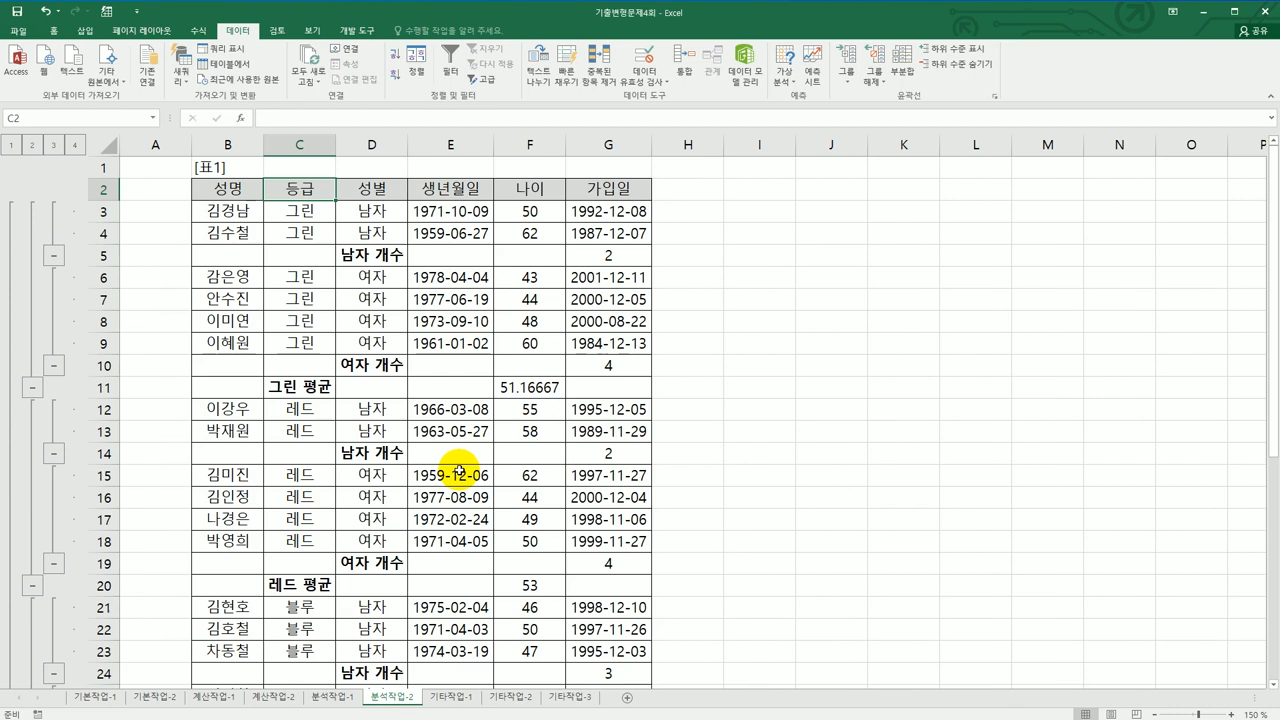 기출변형문제4회 - Excel
파일 홈 삽입 페이지 레이아웃 수식 데이터 검토 보기 개발 도구 수행할 작업을 알려 주세요. 공유
Access 웹 텍스트 기타 원본에서 기존 연결 새 쿼리 쿼리 표시 테이블에서 최근에 사용한 원본 모두 새로 고침 연결 속성 연결 편집 정렬 필터 지우기 다시 적용 고급 텍스트 나누기 빠른 채우기 중복된 항목 제거 데이터 유효성 검사 통합 관계 데이터 모델 관리 가상 분석 예측 시트 그룹 그룹 해제 부분합 하위 수준 표시 하위 수준 숨기기
외부 데이터 가져오기 가져오기 및 변환 연결 정렬 및 필터 데이터 도구 예측 윤곽선
C2 fx
1 2 3 4 A B C D E F G H I J K L M N O P
1 [표1]
2 성명 등급 성별 생년월일 나이 가입일
3 김경남 그린 남자 1971-10-09 50 1992-12-08
4 김수철 그린 남자 1959-06-27 62 1987-12-07
5 남자 개수 2
6 감은영 그린 여자 1978-04-04 43 2001-12-11
7 안수진 그린 여자 1977-06-19 44 2000-12-05
8 이미연 그린 여자 1973-09-10 48 2000-08-22
9 이혜원 그린 여자 1961-01-02 60 1984-12-13
10 여자 개수 4
11 그린 평균 51.16667
12 이강우 레드 남자 1966-03-08 55 1995-12-05
13 박재원 레드 남자 1963-05-27 58 1989-11-29
14 남자 개수 2
15 김미진 레드 여자 1959-12-06 62 1997-11-27
16 김인정 레드 여자 1977-08-09 44 2000-12-04
17 나경은 레드 여자 1972-02-24 49 1998-11-06
18 박영희 레드 여자 1971-04-05 50 1999-11-27
19 여자 개수 4
20 레드 평균 53
21 김현호 블루 남자 1975-02-04 46 1998-12-10
22 김호철 블루 남자 1971-04-03 50 1997-11-26
23 차동철 블루 남자 1974-03-19 47 1995-12-03
24 남자 개수 3
기본작업-1 기본작업-2 계산작업-1 계산작업-2 분석작업-1 분석작업-2 기타작업-1 기타작업-2 기타작업-3
준비 150 %